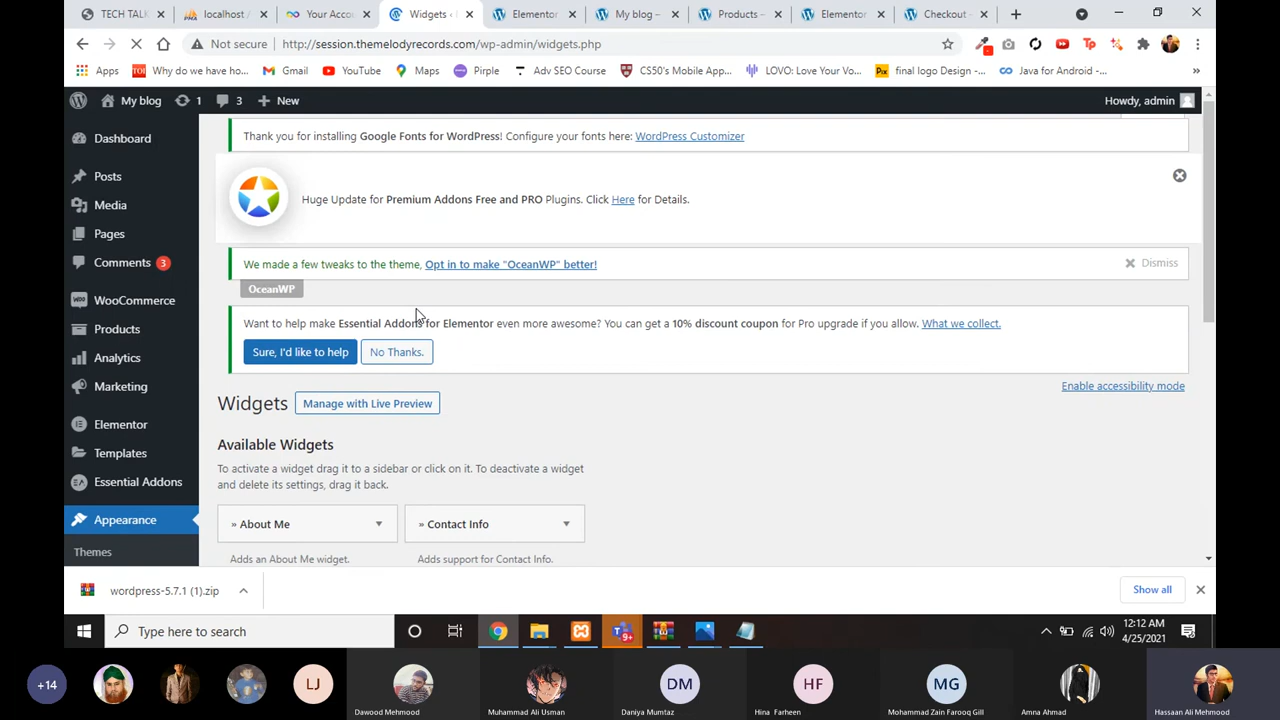 TECH TALK
localhost /
Your Accou
Widgets ‹
Elementor
My blog –
Products –
Elementor
Checkout –
Not secure
http://session.themelodyrecords.com/wp-admin/widgets.php
Apps
Why do we have ho...
Gmail
YouTube
Maps
Pirple
Adv SEO Course
CS50's Mobile App...
LOVO: Love Your Vo...
final logo Design -...
Java for Android -...
»
My blog
1
3
New
Howdy, admin
Dashboard
Posts
Media
Pages
Comments 3
WooCommerce
Products
Analytics
Marketing
Elementor
Templates
Essential Addons
Appearance
Themes
Thank you for installing Google Fonts for WordPress! Configure your fonts here: WordPress Customizer
Huge Update for Premium Addons Free and PRO Plugins. Click Here for Details.
We made a few tweaks to the theme, Opt in to make "OceanWP" better!
Dismiss
OceanWP
Want to help make Essential Addons for Elementor even more awesome? You can get a 10% discount coupon for Pro upgrade if you allow. What we collect.
Sure, I'd like to help
No Thanks.
Enable accessibility mode
Widgets
Manage with Live Preview
Available Widgets
To activate a widget drag it to a sidebar or click on it. To deactivate a widget
and delete its settings, drag it back.
» About Me
» Contact Info
Adds an About Me widget.
Adds support for Contact Info.
wordpress-5.7.1 (1).zip
Show all
Type here to search
9+
12:12 AM
4/25/2021
+14
LJ
DM
HF
MG
Dawood Mehmood
Muhammad Ali Usman
Daniya Mumtaz
Hina Farheen
Mohammad Zain Farooq Gill
Amna Ahmad
Hassaan Ali Mehmood